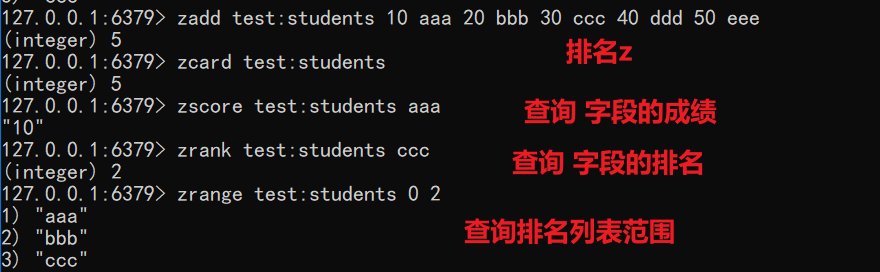 127.0.0.1:6379> zadd test:students 10 aaa 20 bbb 30 ccc 40 ddd 50 eee
(integer) 5
排名z
127.0.0.1:6379> zcard test:students
(integer) 5
127.0.0.1:6379> zscore test:students aaa
查询 字段的成绩
"10"
127.0.0.1:6379> zrank test:students ccc
查询 字段的排名
(integer) 2
127.0.0.1:6379> zrange test:students 0 2
1) "aaa"
2) "bbb"
查询排名列表范围
3) "ccc"